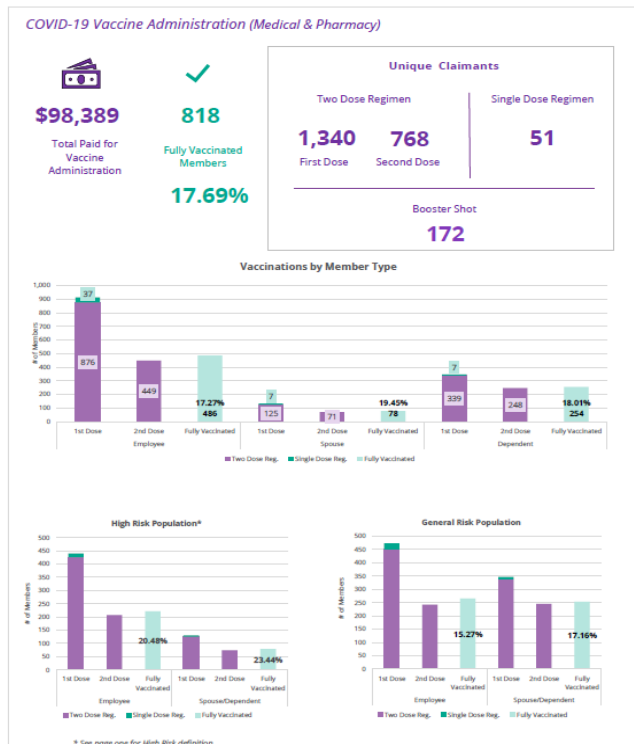 COVID-19 Vaccine Administration (Medical & Pharmacy)
$98,389
Total Paid for
Vaccine
Administration
818
Fully Vaccinated
Members
17.69%
Unique Claimants
Two Dose Regimen
1,340
768
First Dose
Second Dose
Single Dose Regimen
51
Booster Shot
172
Vaccinations by Member Type
# of Members
1,000
900
800
700
600
500
400
300
200
100
0
37
876
449
17.27%
486
7
125
71
19.45%
78
7
339
248
18.01%
254
1st Dose 2nd Dose Fully Vaccinated 1st Dose 2nd Dose Fully Vaccinated 1st Dose 2nd Dose Fully Vaccinated
Employee Spouse Dependent
Two Dose Reg. Single Dose Reg. Fully Vaccinated
High Risk Population*
# of Members
500
450
400
350
300
250
200
150
100
50
0
20.48%
23.44%
1st Dose 2nd Dose Fully Vaccinated 1st Dose 2nd Dose Fully Vaccinated
Employee Spouse/Dependent
Two Dose Reg. Single Dose Reg. Fully Vaccinated
General Risk Population
# of Members
500
450
400
350
300
250
200
150
100
50
0
15.27%
17.16%
1st Dose 2nd Dose Fully Vaccinated 1st Dose 2nd Dose Fully Vaccinated
Employee Spouse/Dependent
Two Dose Reg. Single Dose Reg. Fully Vaccinated
* See page one for High Risk definition